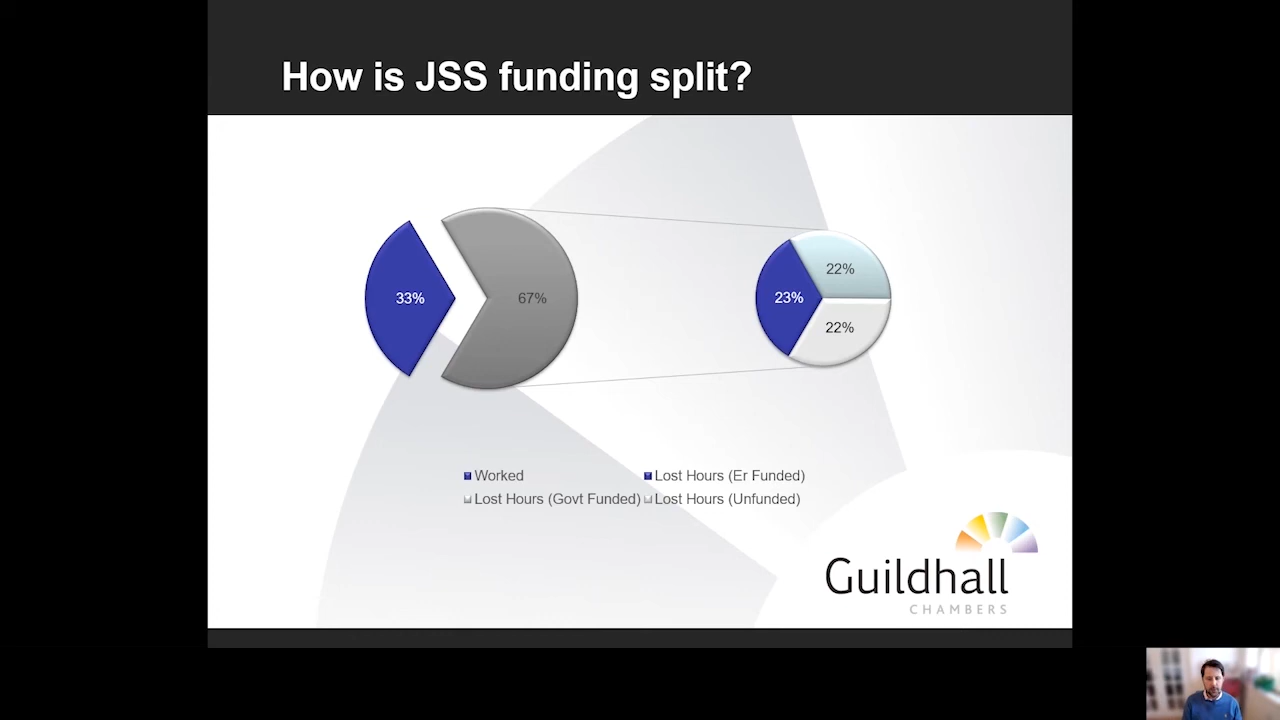 How is JSS funding split?
33%
67%
23%
22%
22%
Worked
Lost Hours (Er Funded)
Lost Hours (Govt Funded)
Lost Hours (Unfunded)
Guildhall
CHAMBERS